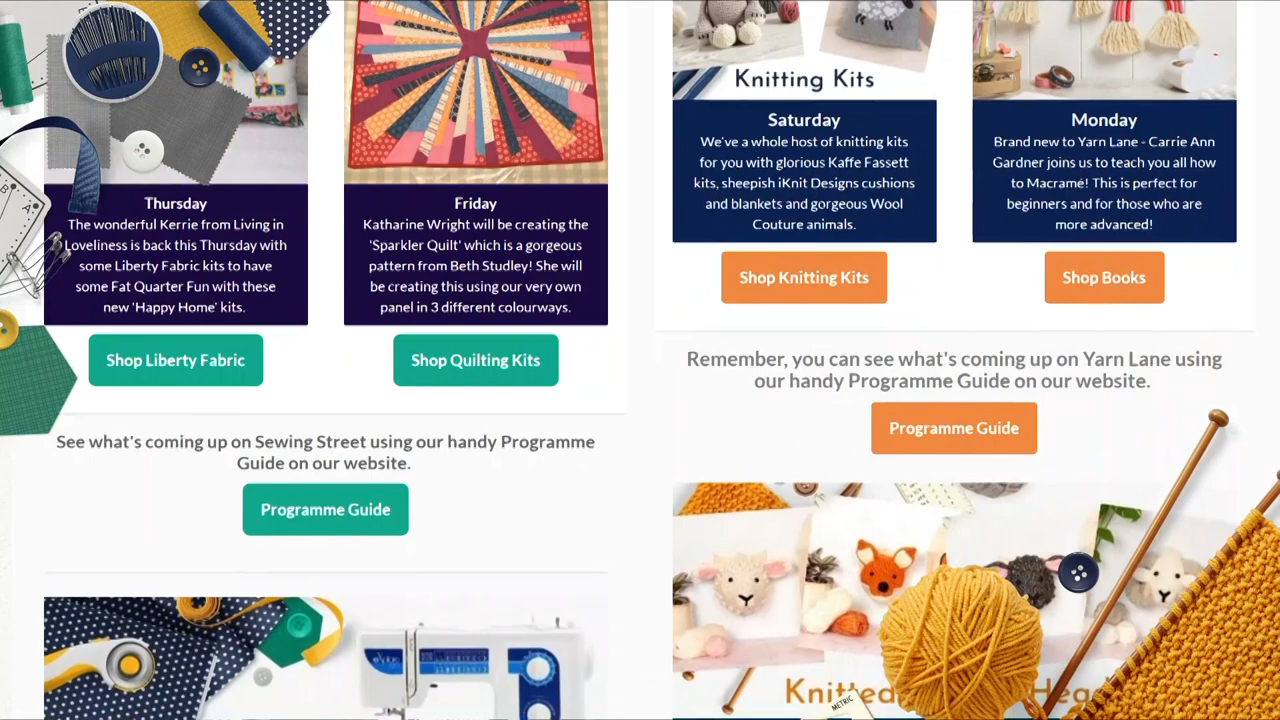 Thursday
The wonderful Kerrie from Living in
Loveliness is back this Thursday with
some Liberty Fabric kits to have
some Fat Quarter Fun with these
new 'Happy Home' kits.
Shop Liberty Fabric
Friday
Katharine Wright will be creating the
'Sparkler Quilt' which is a gorgeous
pattern from Beth Studley! She will
be creating this using our very own
panel in 3 different colourways.
Shop Quilting Kits
See what's coming up on Sewing Street using our handy Programme
Guide on our website.
Programme Guide
Knitting Kits
Saturday
We've a whole host of knitting kits
for you with glorious Kaffe Fassett
kits, sheepish iKnit Designs cushions
and blankets and gorgeous Wool
Couture animals.
Shop Knitting Kits
Monday
Brand new to Yarn Lane - Carrie Ann
Gardner joins us to teach you all how
to Macramé! This is perfect for
beginners and for those who are
more advanced!
Shop Books
Remember, you can see what's coming up on Yarn Lane using
our handy Programme Guide on our website.
Programme Guide
Knitted
METRIC